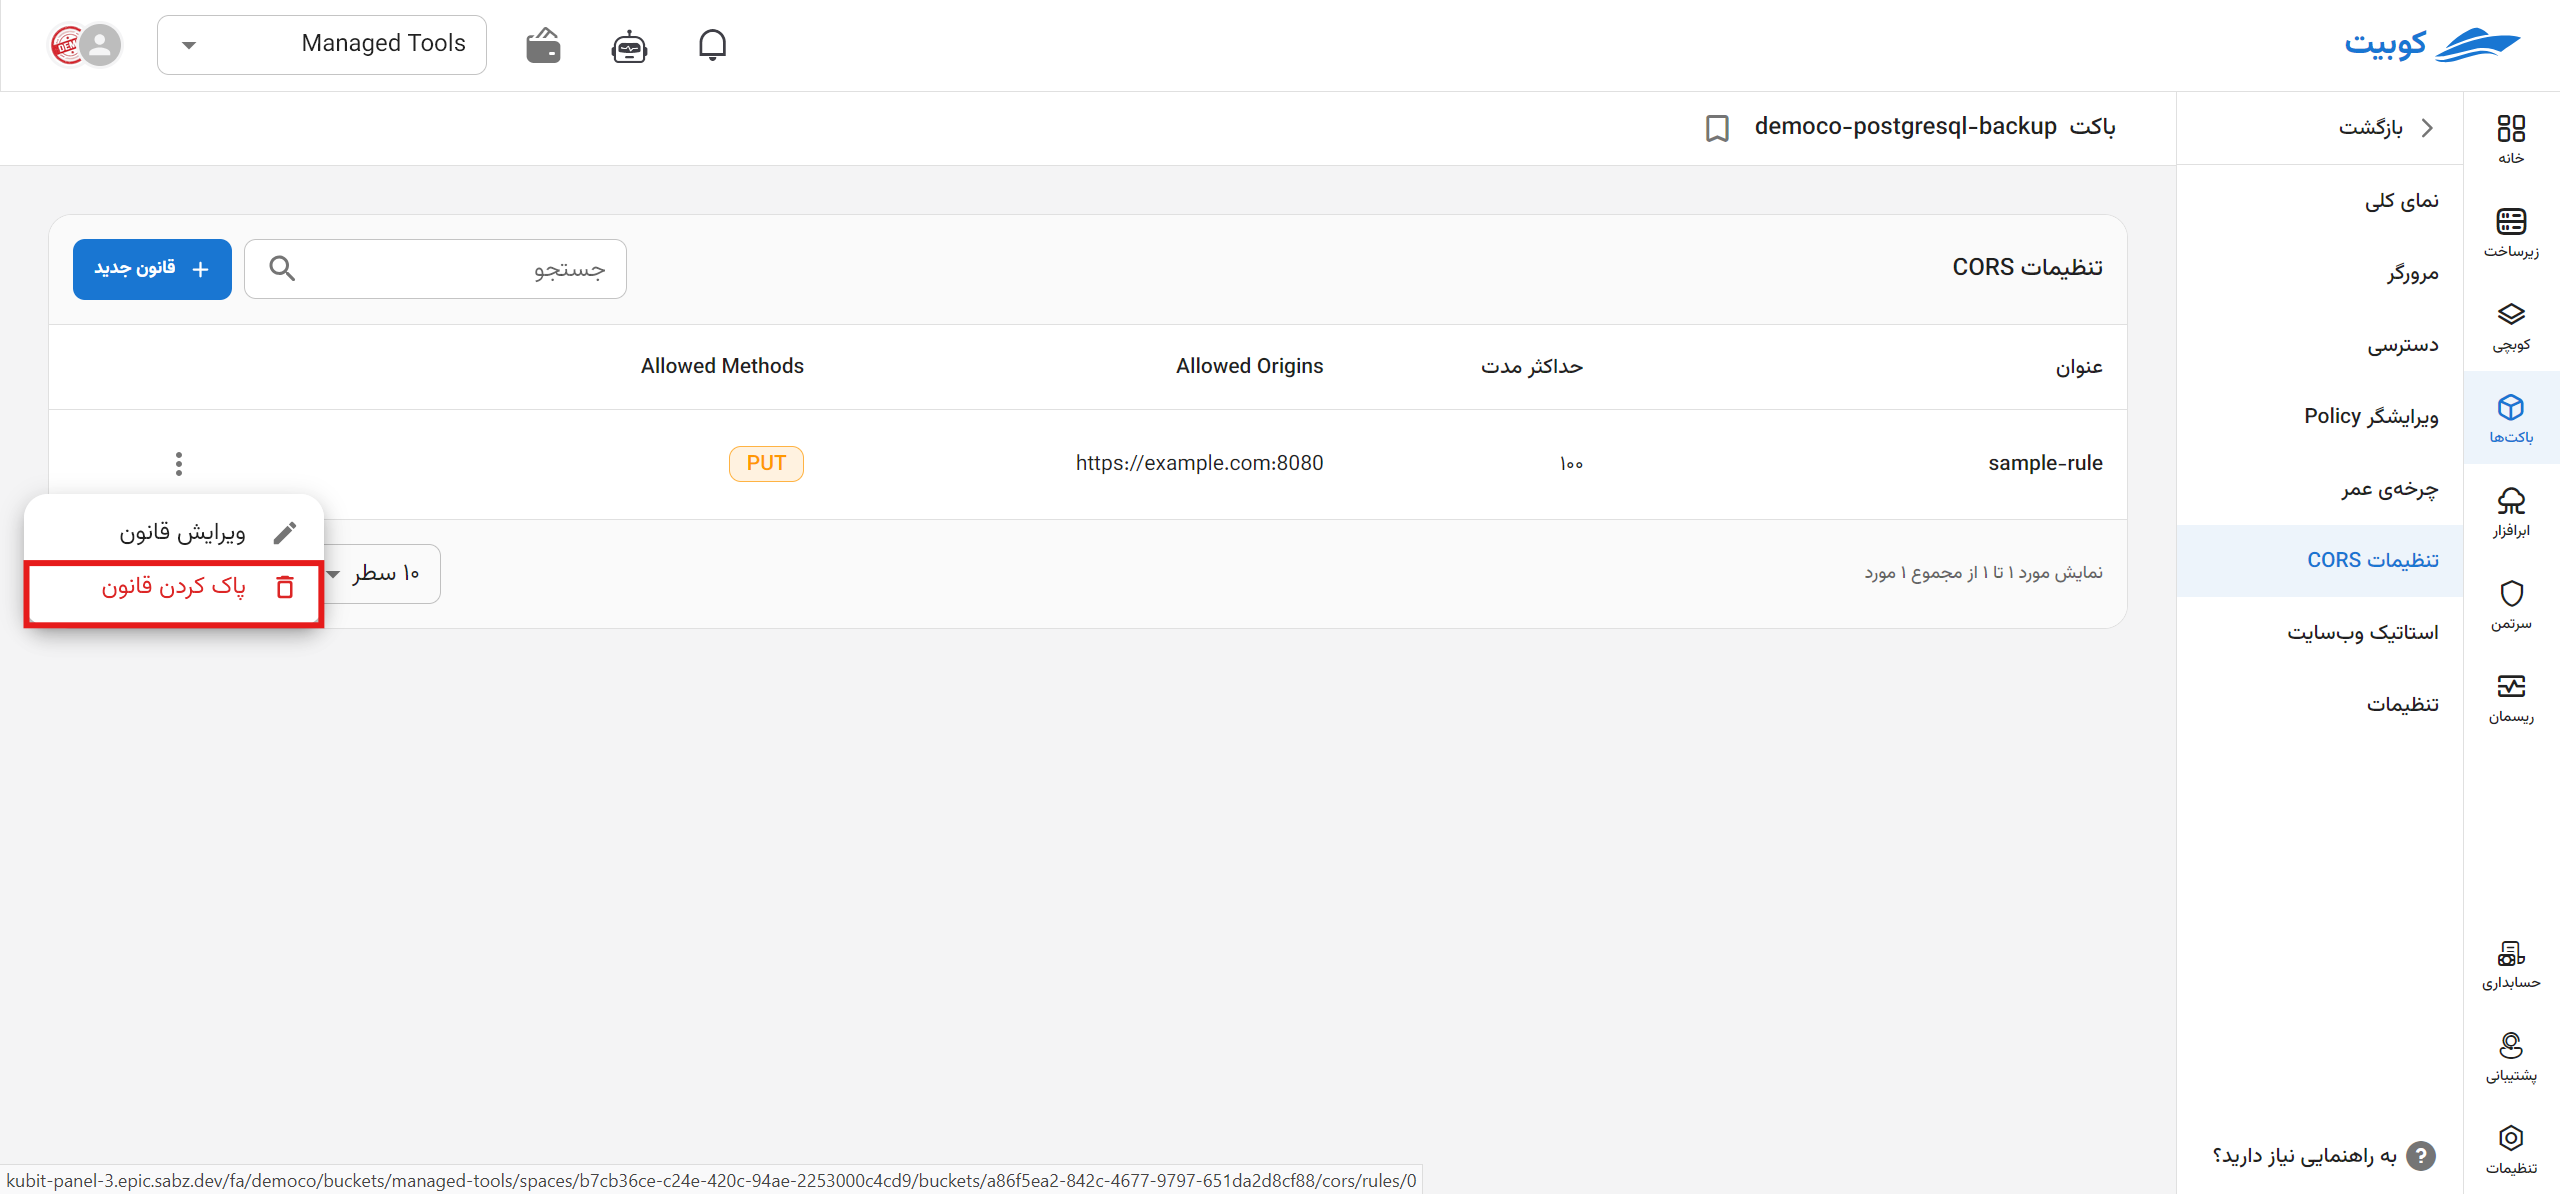 کوبیت
Managed Tools
باکت democo-postgresql-backup
بازگشت
نمای کلی
مرورگر
دسترسی
ویرایشگر Policy
چرخه‌ی عمر
تنظیمات CORS
استاتیک وب‌سایت
تنظیمات
به راهنمایی نیاز دارید؟
خانه
زیرساخت
کوبچی
باکت‌ها
ابرافزار
سرتمن
ریسمان
حسابداری
پشتیبانی
تنظیمات
تنظیمات CORS
جستجو
قانون جدید
عنوان
حداکثر مدت
Allowed Origins
Allowed Methods
sample-rule
۱۰۰
https://example.com:8080
PUT
ویرایش قانون
پاک کردن قانون
نمایش مورد ۱ تا ۱ از مجموع ۱ مورد
۱۰ سطر
kubit-panel-3.epic.sabz.dev/fa/democo/buckets/managed-tools/spaces/b7cb36ce-c24e-420c-94ae-2253000c4cd9/buckets/a86f5ea2-842c-4677-9797-651da2d8cf88/cors/rules/0